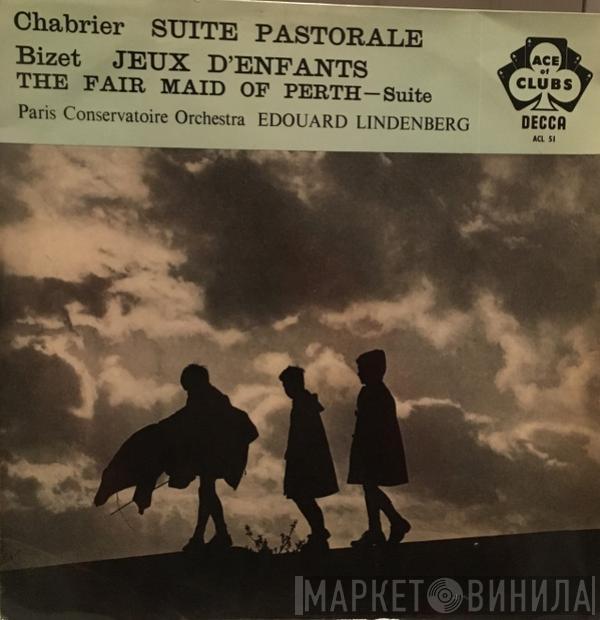 Chabrier SUITE PASTORALE
Bizet JEUX D'ENFANTS
THE FAIR MAID OF PERTH—Suite
Paris Conservatoire Orchestra EDOUARD LINDENBERG
ACE
of
CLUBS
DECCA
ACL 51
МАРКЕТ ВИНИЛА